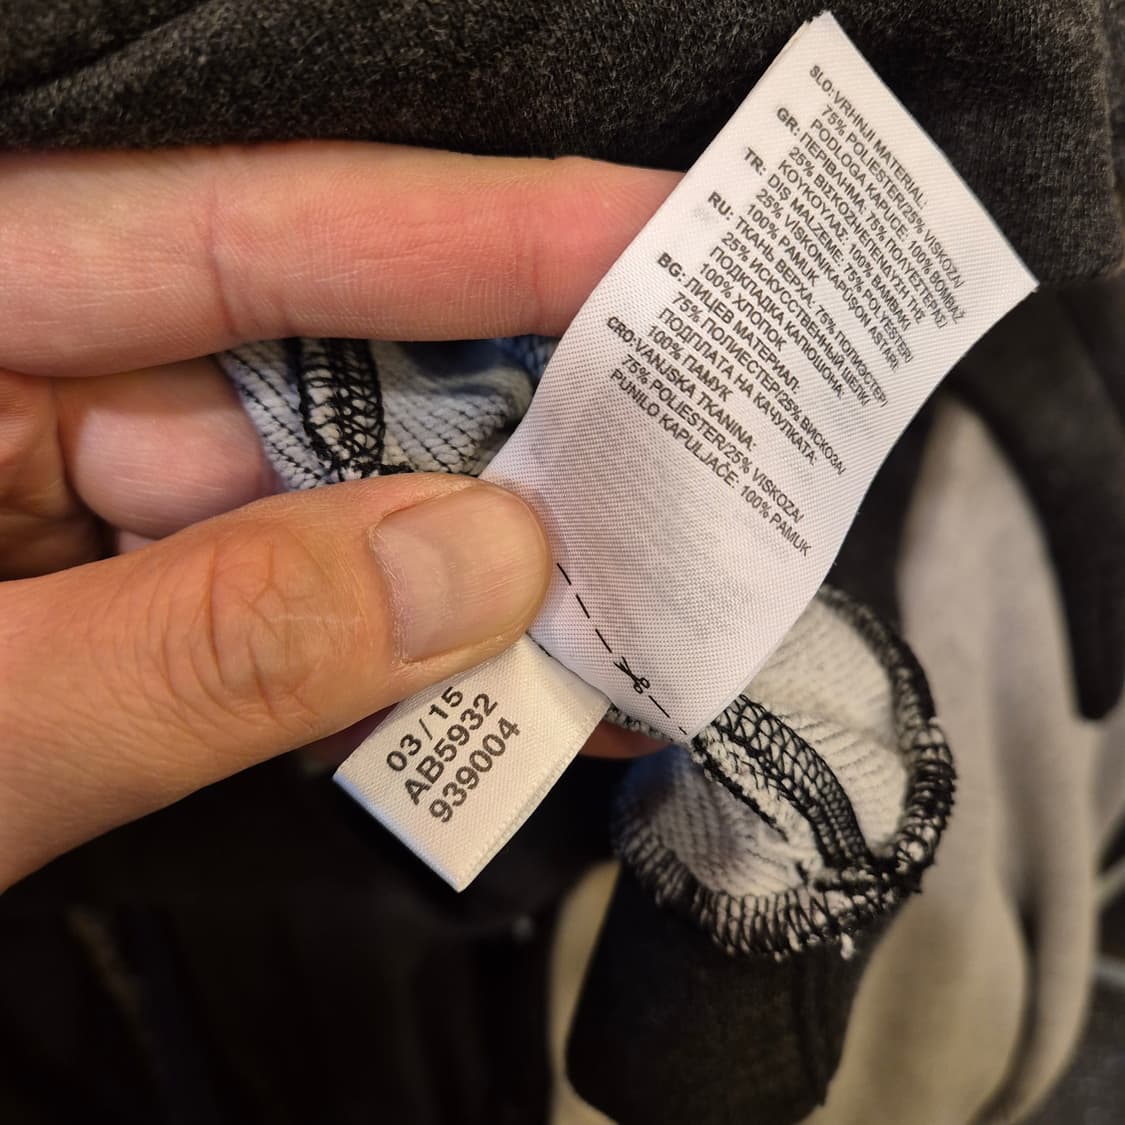 SLO: VRHNJI MATERIAL:
75% POLIESTER/25% VISKOZA/
PODLOGA KAPUCE: 100% BOMBAŽ
GR: ΠΕΡΙΒΛΗΜΑ: 75% ΠΟΛΥΕΣΤΕΡΑΣ/
25% ΒΙΣΚΟΖΗ/ΕΠΕΝΔΥΣΗ ΤΗΣ
ΚΟΥΚΟΥΛΑΣ: 100% ΒΑΜΒΑΚΙ
TR: DIŞ MALZEME: 75% POLYESTER/
25% VISKON/KAPÜŞON ASTARI:
100% PAMUK
RU: ТКАНЬ ВЕРХА: 75% ПОЛИЭСТЕР/
25% ИСКУССТВЕННЫЙ ШЕЛК/
ПОДКЛАДКА КАПЮШОНА:
100% ХЛОПОК
BG: ЛИЦЕВ МАТЕРИАЛ:
75% ПОЛИЕСТЕР/25% ВИСКОЗА/
ПОДПЛАТА НА КАЧУЛКАТА:
100% ПАМУК
CRO: VANJSKA TKANINA:
75% POLIESTER/25% VISKOZA/
PUNILO KAPULJAČE: 100% PAMUK
03/15
AB5932
939004